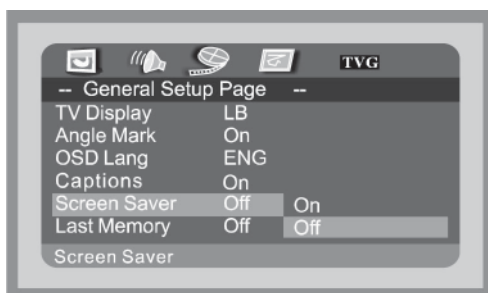 TVG
-- General Setup Page --
TV Display LB
Angle Mark On
OSD Lang ENG
Captions On
Screen Saver Off On
Last Memory Off Off
Screen Saver